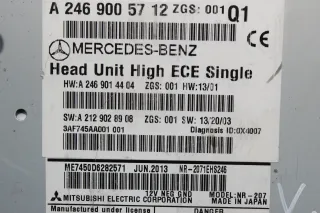 A 246 900 57 12 ZGS: 001 Q1
MERCEDES-BENZ
Head Unit High ECE Single
HW:A 246 901 44 04 ZGS: 001 HW:13/01
SW:A 212 902 89 08 ZGS: 001 SW: 13/20/03
3AF745AA001 001 Diagnosis ID:0X4007
ME7450D6282571 JUN.2013 NR-2071EHS246
12V NEG GND MODEL:NR-207
MITSUBISHI ELECTRIC CORPORATION MADE IN JAPAN
Manufactured under license